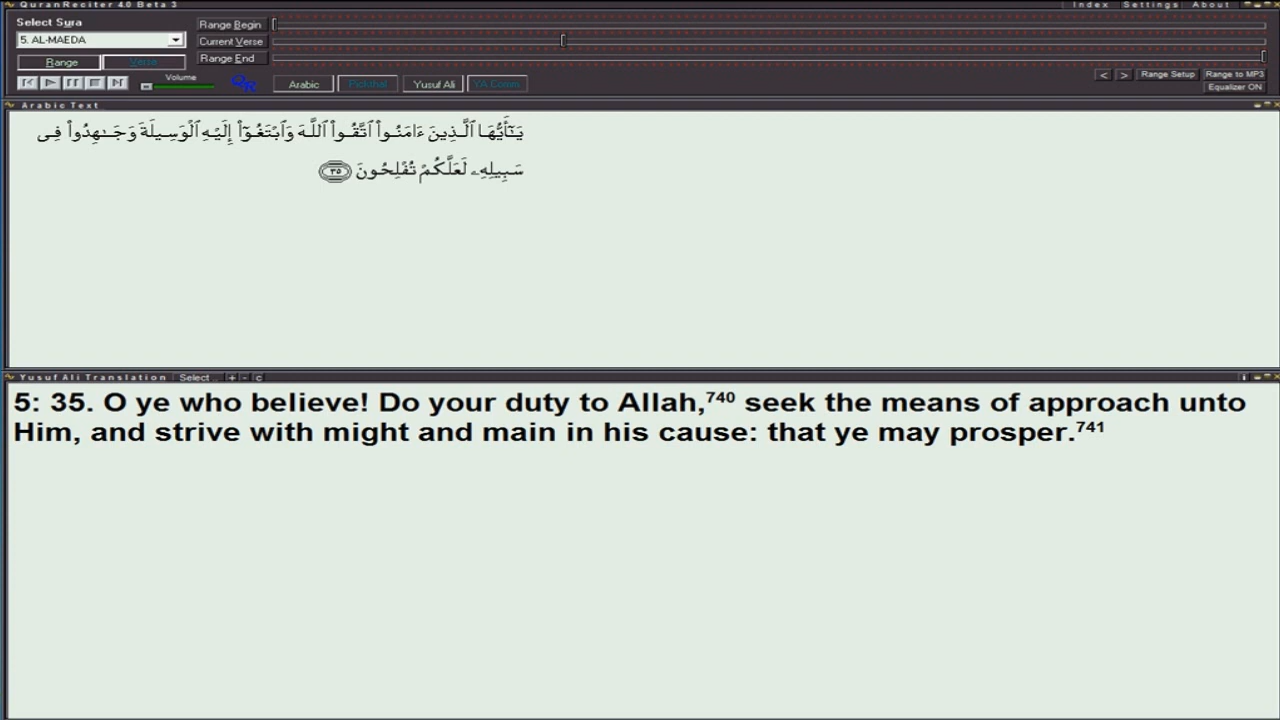 QuranReciter 4.0 Beta 3
Index Settings About
Select Sura
Range Begin
5. AL-MAEDA
Current Verse
Range Verse
Range End
Volume
QR
Arabic Pickthal Yusuf Ali YA Comm
< > Range Setup Range to MP3
Equalizer ON
Arabic Text
يَـٰٓأَيُّهَا ٱلَّذِينَ ءَامَنُوا۟ ٱتَّقُوا۟ ٱللَّهَ وَٱبْتَغُوٓا۟ إِلَيْهِ ٱلْوَسِيلَةَ وَجَـٰهِدُوا۟ فِى
سَبِيلِهِۦ لَعَلَّكُمْ تُفْلِحُونَ ٣٥
Yusuf Ali Translation Select... + - c i
5: 35. O ye who believe! Do your duty to Allah,740 seek the means of approach unto
Him, and strive with might and main in his cause: that ye may prosper.741